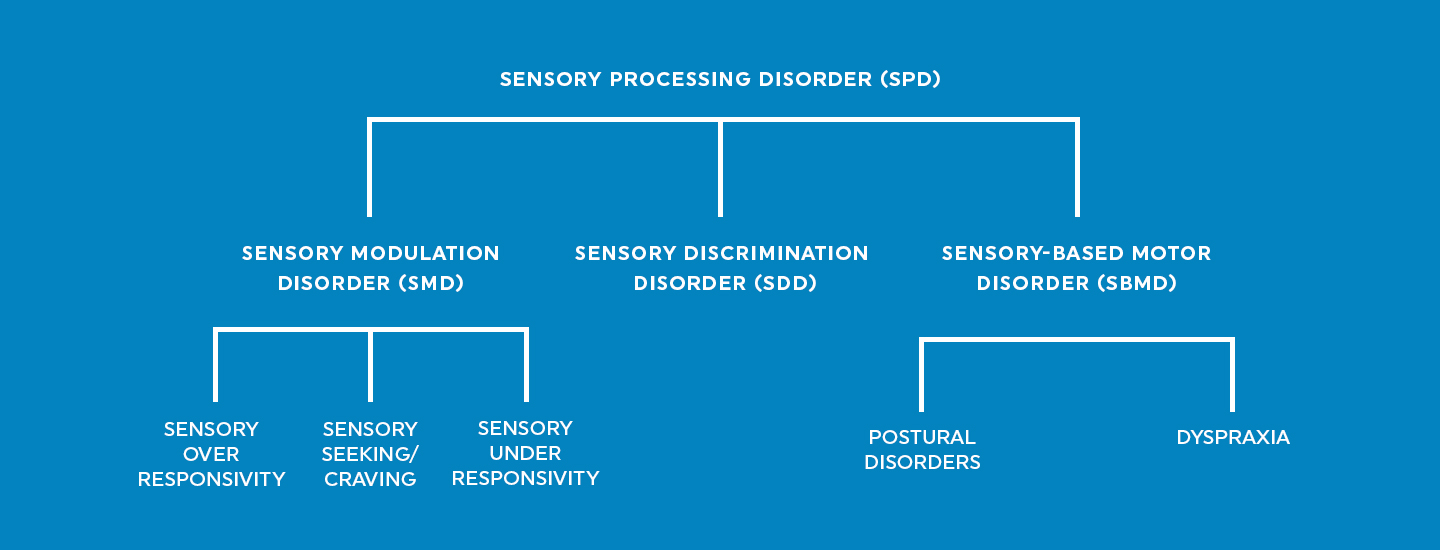 SENSORY PROCESSING DISORDER (SPD)
SENSORY MODULATION
DISORDER (SMD)
SENSORY DISCRIMINATION
DISORDER (SDD)
SENSORY-BASED MOTOR
DISORDER (SBMD)
SENSORY
OVER
RESPONSIVITY
SENSORY
SEEKING/
CRAVING
SENSORY
UNDER
RESPONSIVITY
POSTURAL
DISORDERS
DYSPRAXIA